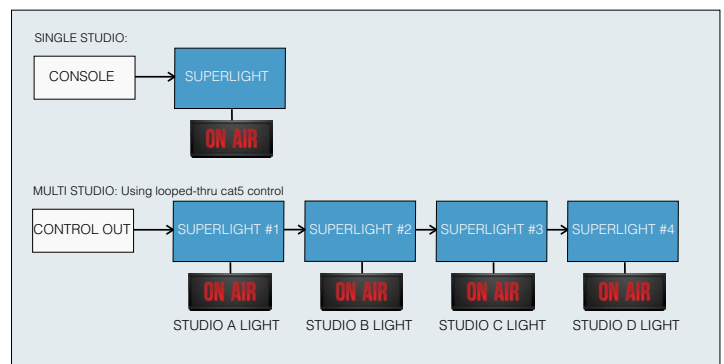 SINGLE STUDIO:
CONSOLE
SUPERLIGHT
ON AIR
MULTI STUDIO: Using looped-thru cat5 control
CONTROL OUT
SUPERLIGHT #1
SUPERLIGHT #2
SUPERLIGHT #3
SUPERLIGHT #4
ON AIR
ON AIR
ON AIR
ON AIR
STUDIO A LIGHT
STUDIO B LIGHT
STUDIO C LIGHT
STUDIO D LIGHT